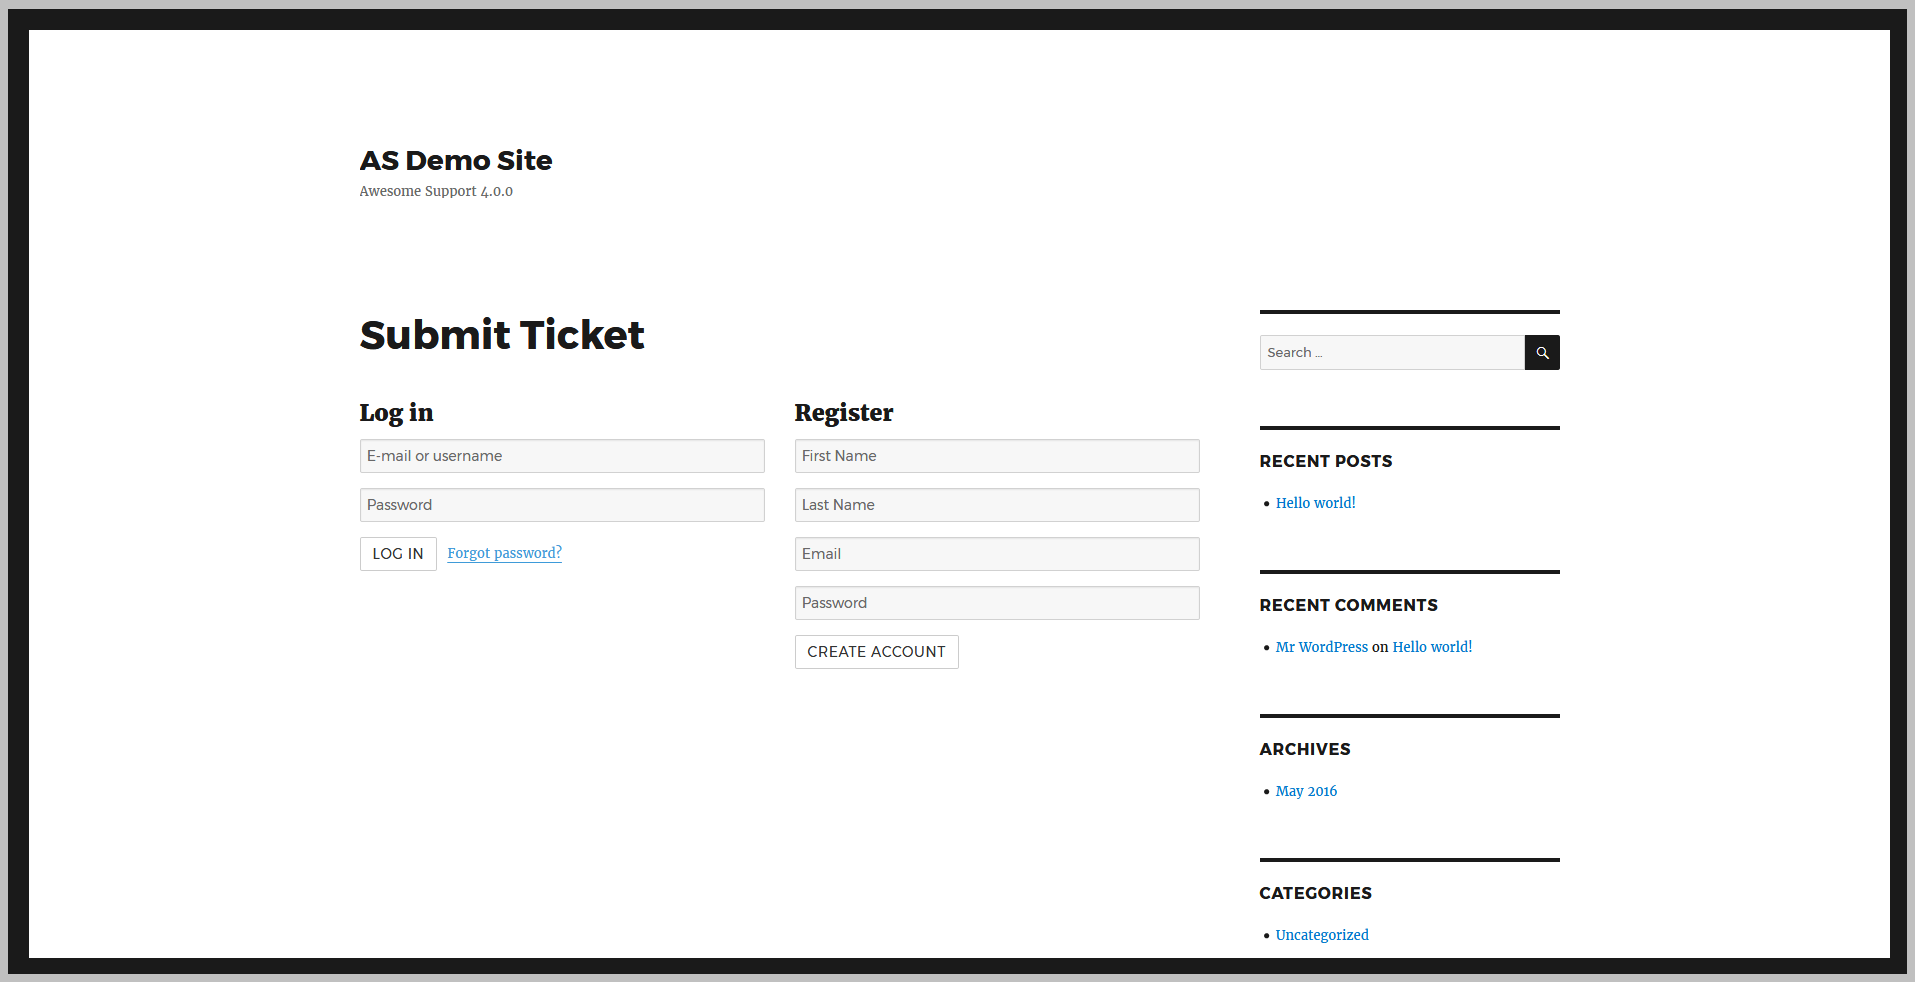 AS Demo Site
Awesome Support 4.0.0
Submit Ticket
Log in
E-mail or username
Password
LOG IN Forgot password?
Register
First Name
Last Name
Email
Password
CREATE ACCOUNT
Search ...
RECENT POSTS
Hello world!
RECENT COMMENTS
Mr WordPress on Hello world!
ARCHIVES
May 2016
CATEGORIES
Uncategorized